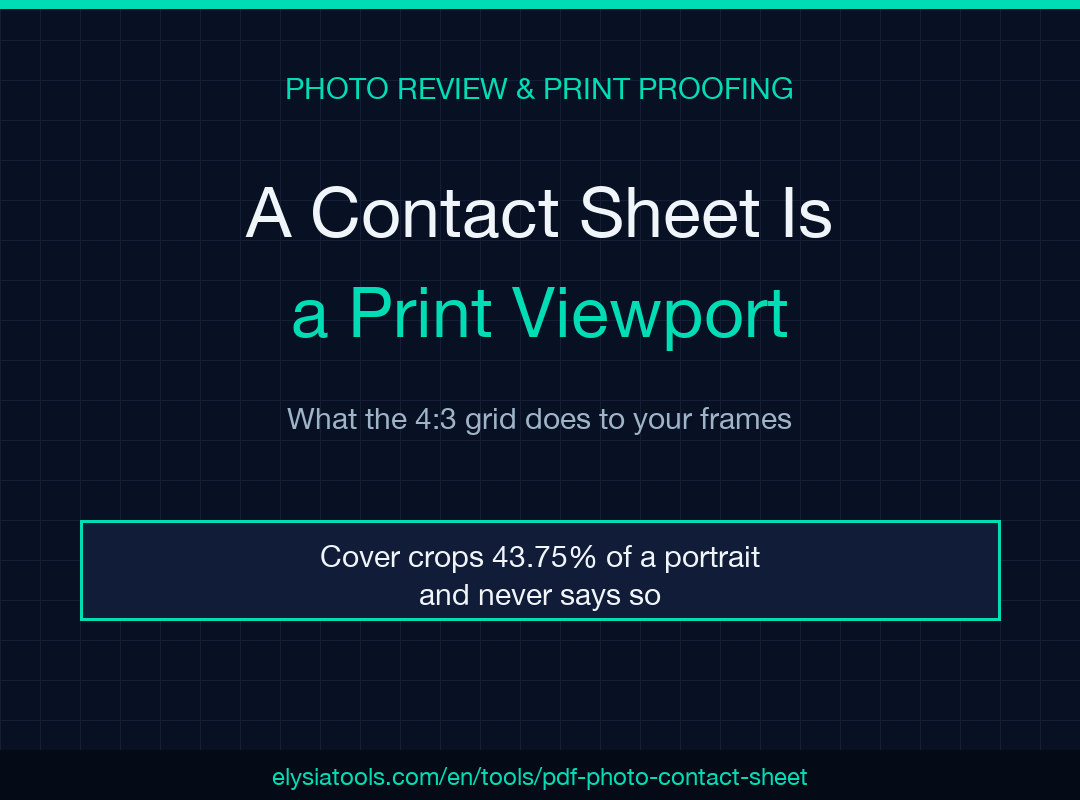 PHOTO REVIEW & PRINT PROOFING
A Contact Sheet Is
a Print Viewport
What the 4:3 grid does to your frames
Cover crops 43.75% of a portrait
and never says so
elysiatools.com/en/tools/pdf-photo-contact-sheet